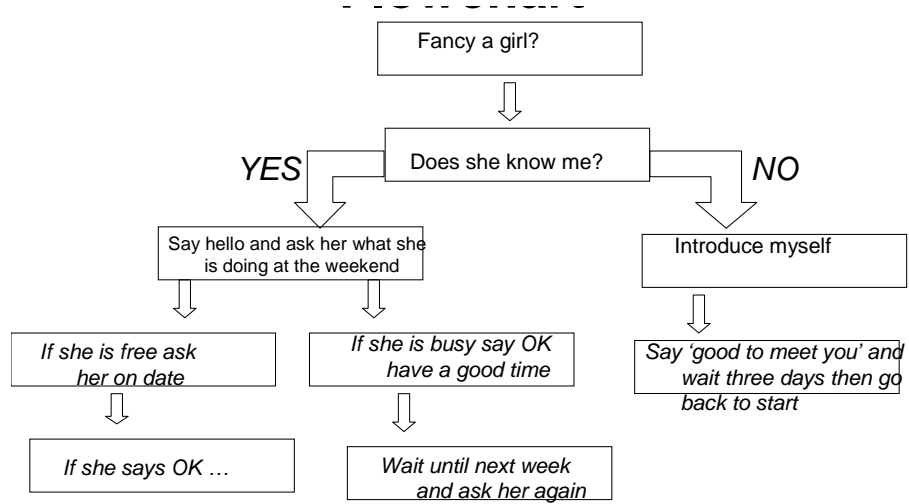 Fancy a girl?
Does she know me?
YES
NO
Say hello and ask her what she
is doing at the weekend
Introduce myself
If she is free ask
her on date
If she is busy say OK
have a good time
Say ‘good to meet you’ and
wait three days then go
back to start
If she says OK …
Wait until next week
and ask her again